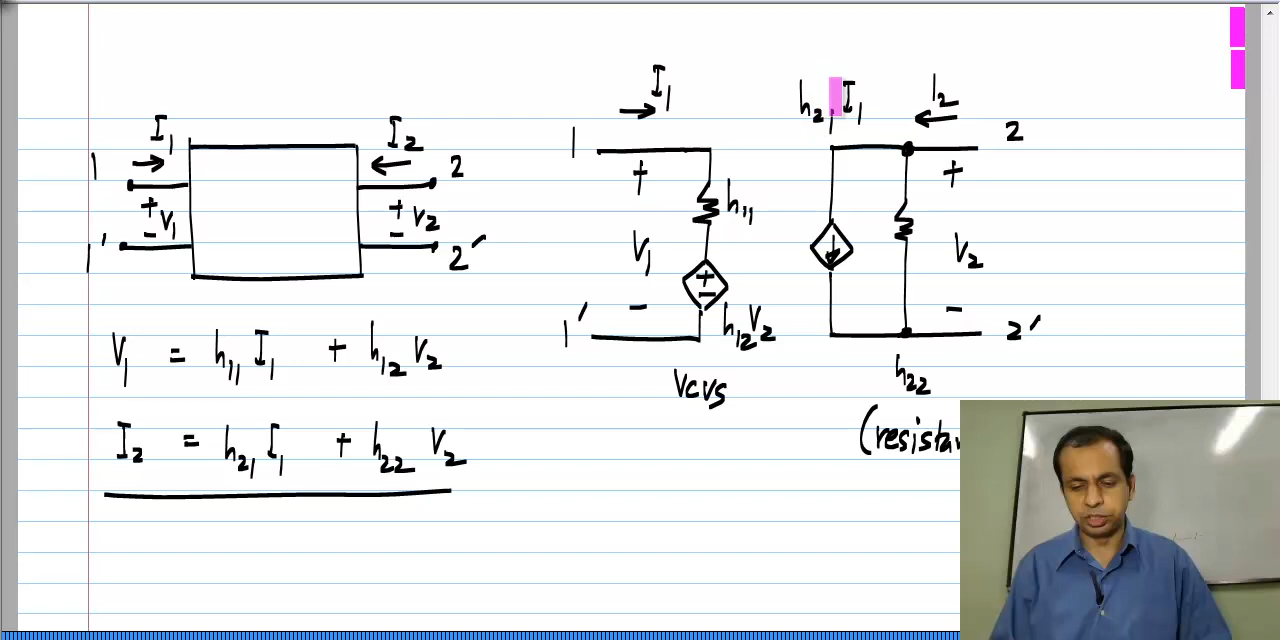 I₁ I₂
1 2
+ V₁ − + V₂ −
1′ 2′
V₁ = h₁₁ I₁ + h₁₂ V₂
I₂ = h₂₁ I₁ + h₂₂ V₂
I₁
1
+ h₁₁
V₁ + −
− h₁₂V₂
1′
VCVS
h₂₁ I₁ I₂
2
+
V₂
−
2′
h₂₂